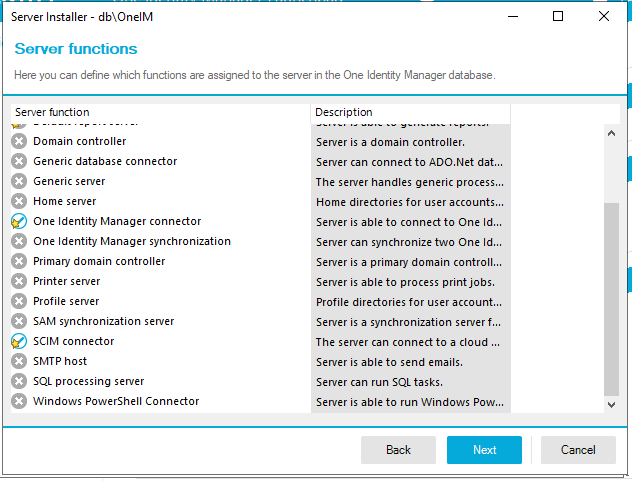 Server Installer - db\OneIM
Server functions
Here you can define which functions are assigned to the server in the One Identity Manager database.
Server function Description
Default report server Server is able to generate reports.
Domain controller Server is a domain controller.
Generic database connector Server can connect to ADO.Net dat...
Generic server The server handles generic process...
Home server Home directories for user accounts...
One Identity Manager connector Server is able to connect to One Id...
One Identity Manager synchronization Server can synchronize two One Id...
Primary domain controller Server is a primary domain controll...
Printer server Server is able to process print jobs.
Profile server Profile directories for user account...
SAM synchronization server Server is a synchronization server f...
SCIM connector The server can connect to a cloud ...
SMTP host Server is able to send emails.
SQL processing server Server can run SQL tasks.
Windows PowerShell Connector Server is able to run Windows Pow...
Back Next Cancel